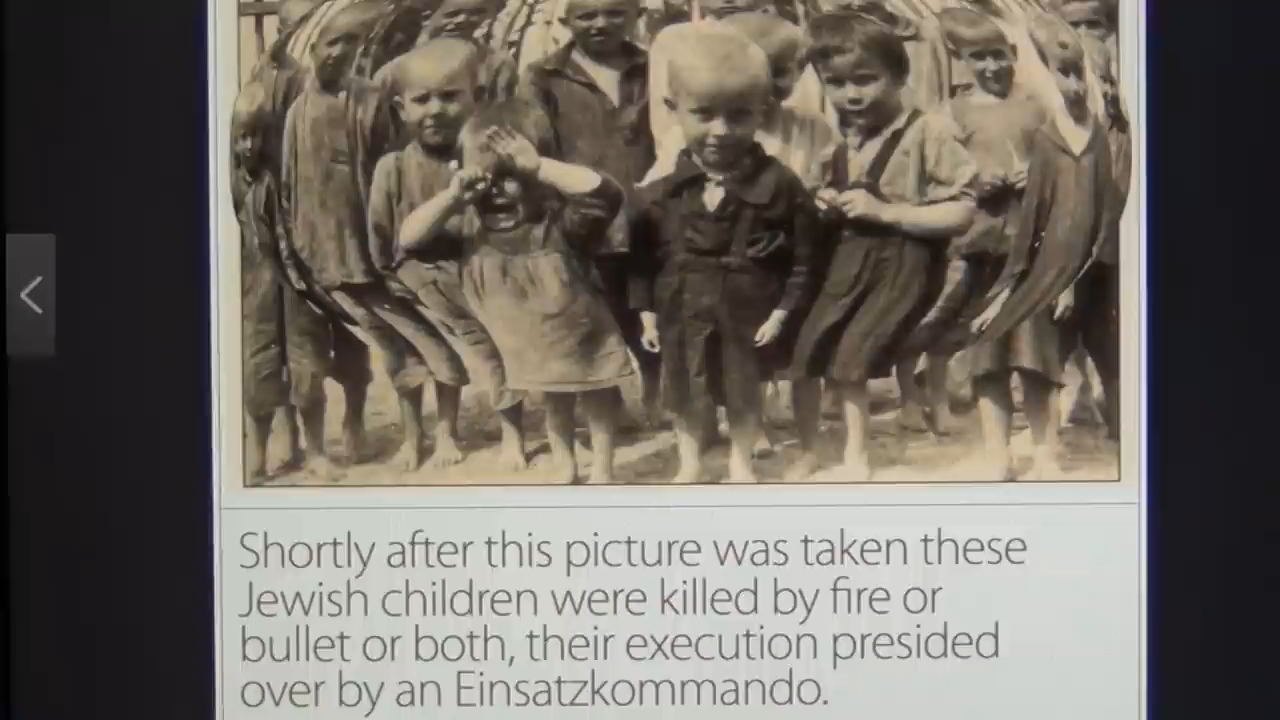 Shortly after this picture was taken these
Jewish children were killed by fire or
bullet or both, their execution presided
over by an Einsatzkommando.